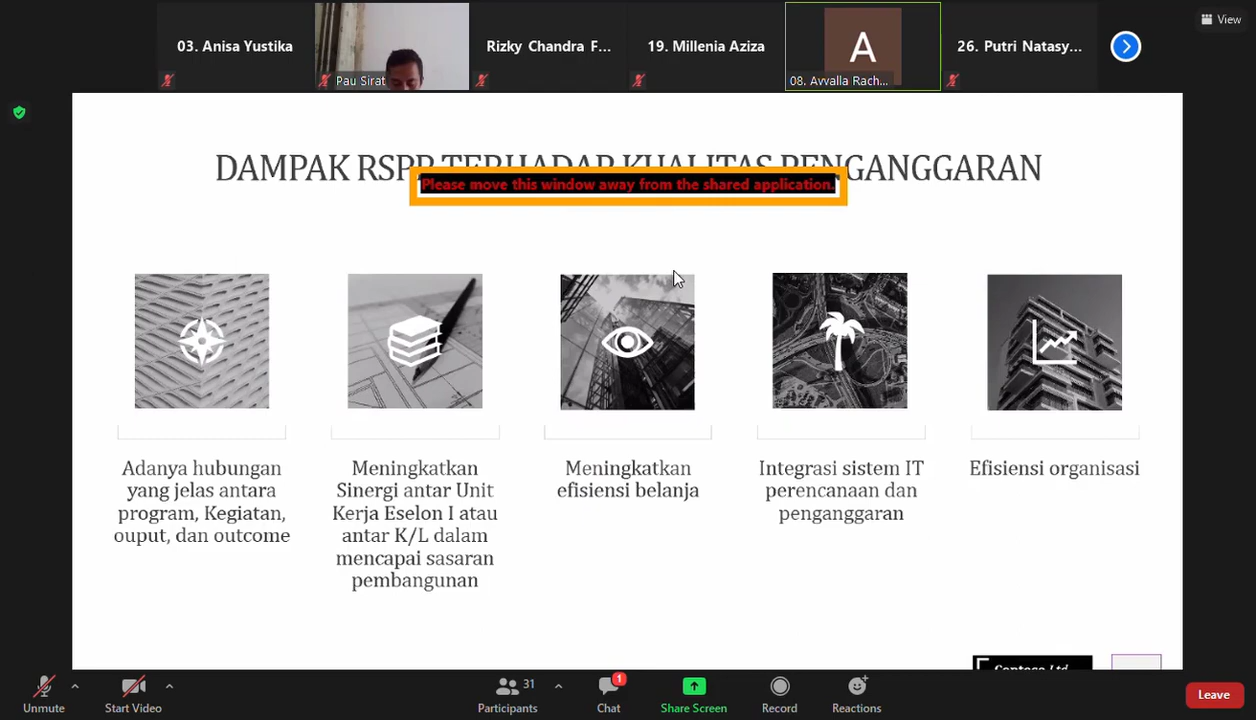 View
03. Anisa Yustika
Rizky Chandra F...
19. Millenia Aziza
A
26. Putri Natasy...
Pau Sirat
08. Avvalla Rach...
DAMPAK RSPP TERHADAP KUALITAS PENGANGGARAN
Please move this window away from the shared application.
Adanya hubungan
yang jelas antara
program, Kegiatan,
ouput, dan outcome
Meningkatkan
Sinergi antar Unit
Kerja Eselon I atau
antar K/L dalam
mencapai sasaran
pembangunan
Meningkatkan
efisiensi belanja
Integrasi sistem IT
perencanaan dan
penganggaran
Efisiensi organisasi
Contoso Ltd.
Unmute
Start Video
31
Participants
1
Chat
Share Screen
Record
Reactions
Leave